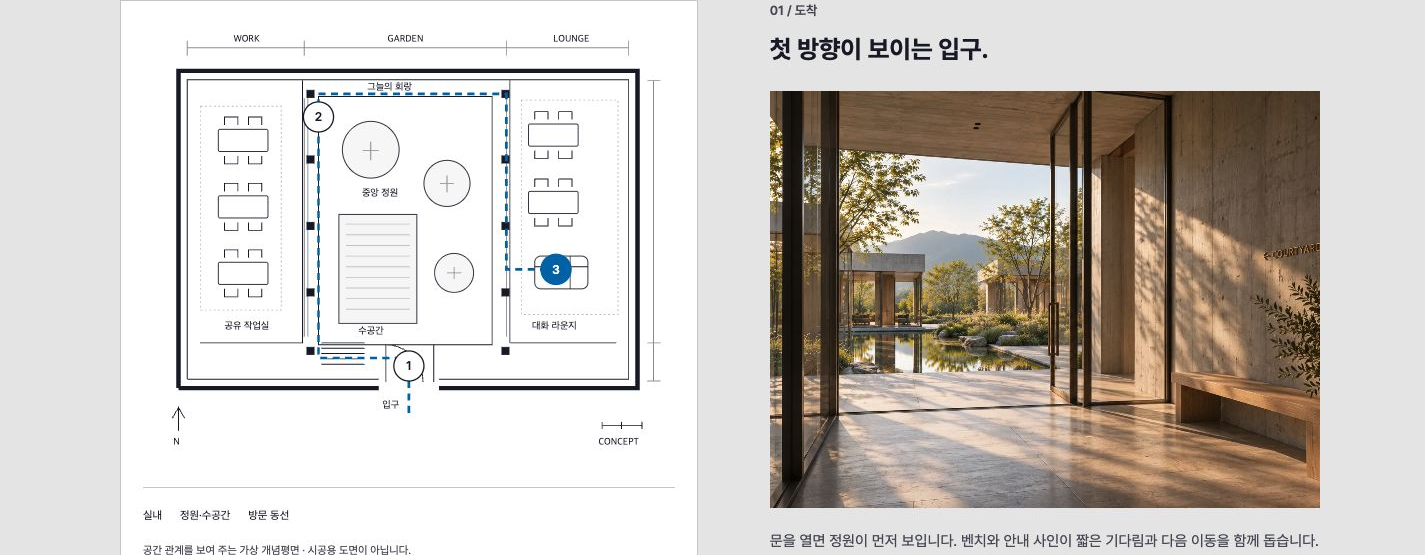 WORK
GARDEN
LOUNGE
그늘의 회랑
2
중앙 정원
3
공유 작업실
수공간
대화 라운지
1
입구
N
CONCEPT
실내
정원·수공간
방문 동선
공간 관계를 보여 주는 가상 개념평면 · 시공용 도면이 아닙니다.
01 / 도착
첫 방향이 보이는 입구.
COURTYARD
문을 열면 정원이 먼저 보입니다. 벤치와 안내 사인이 짧은 기다림과 다음 이동을 함께 돕습니다.